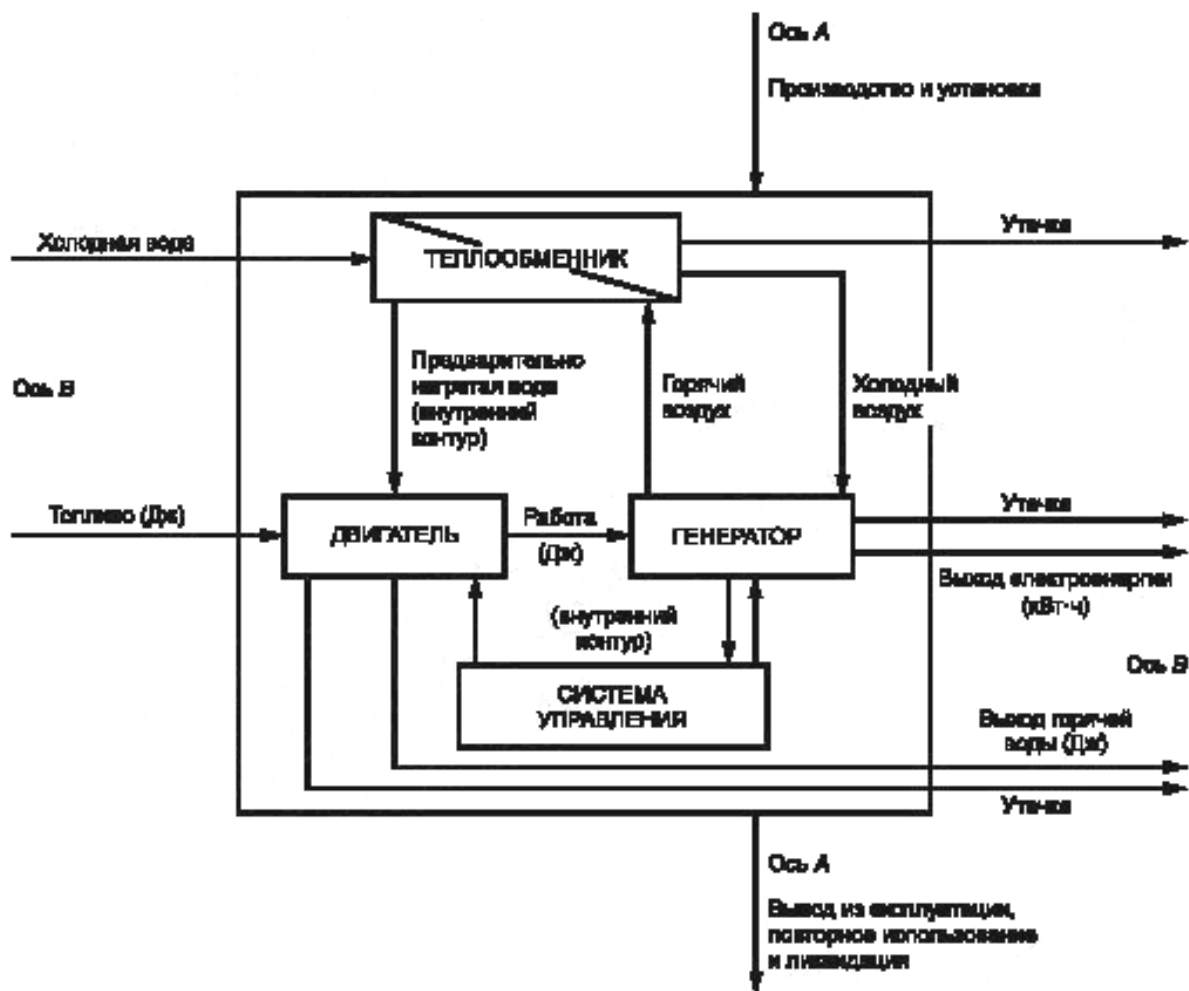 Ось А
Производство и установка
Холодная вода
ТЕПЛООБМЕННИК
Утечка
Предварительно
нагретая вода
(внутренний
контур)
Горячий
воздух
Холодный
воздух
Ось В
Топливо (Дж)
ДВИГАТЕЛЬ
Работа
(Дж)
ГЕНЕРАТОР
Утечка
Выход електроенергии
(кВт·ч)
(внутренний
контур)
Ось В
СИСТЕМА
УПРАВЛЕНИЯ
Выход горячей
воды (Дж)
Утечка
Ось А
Вывод из експлуатации,
повторное использование
и ликвидация